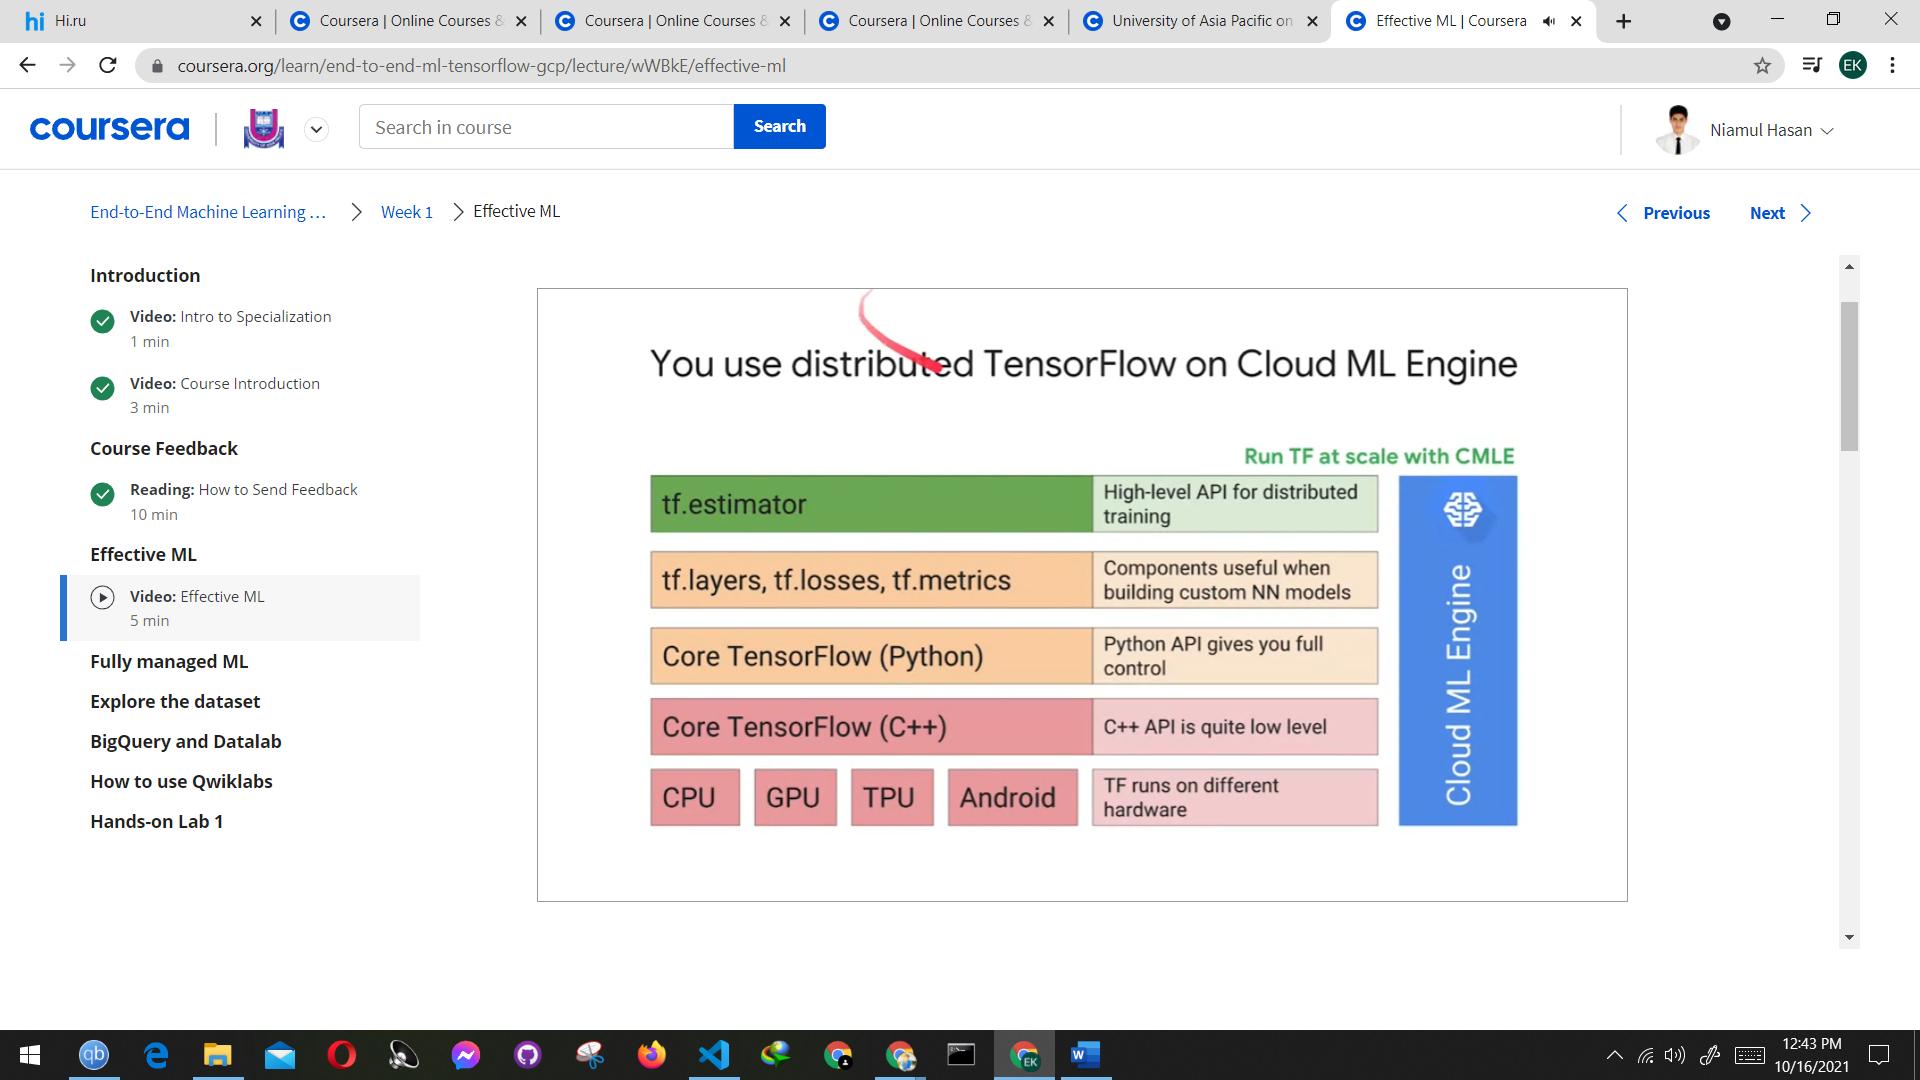 hi Hi.ru
Coursera | Online Courses &
Coursera | Online Courses &
Coursera | Online Courses &
University of Asia Pacific on
Effective ML | Coursera
coursera.org/learn/end-to-end-ml-tensorflow-gcp/lecture/wWBkE/effective-ml
EK
coursera
Search in course
Search
Niamul Hasan
End-to-End Machine Learning …
Week 1
Effective ML
Previous
Next
Introduction
Video: Intro to Specialization
1 min
Video: Course Introduction
3 min
Course Feedback
Reading: How to Send Feedback
10 min
Effective ML
Video: Effective ML
5 min
Fully managed ML
Explore the dataset
BigQuery and Datalab
How to use Qwiklabs
Hands-on Lab 1
You use distributed TensorFlow on Cloud ML Engine
Run TF at scale with CMLE
tf.estimator
High-level API for distributed
training
tf.layers, tf.losses, tf.metrics
Components useful when
building custom NN models
Core TensorFlow (Python)
Python API gives you full
control
Core TensorFlow (C++)
C++ API is quite low level
CPU
GPU
TPU
Android
TF runs on different
hardware
Cloud ML Engine
qb
EK
W
12:43 PM
10/16/2021